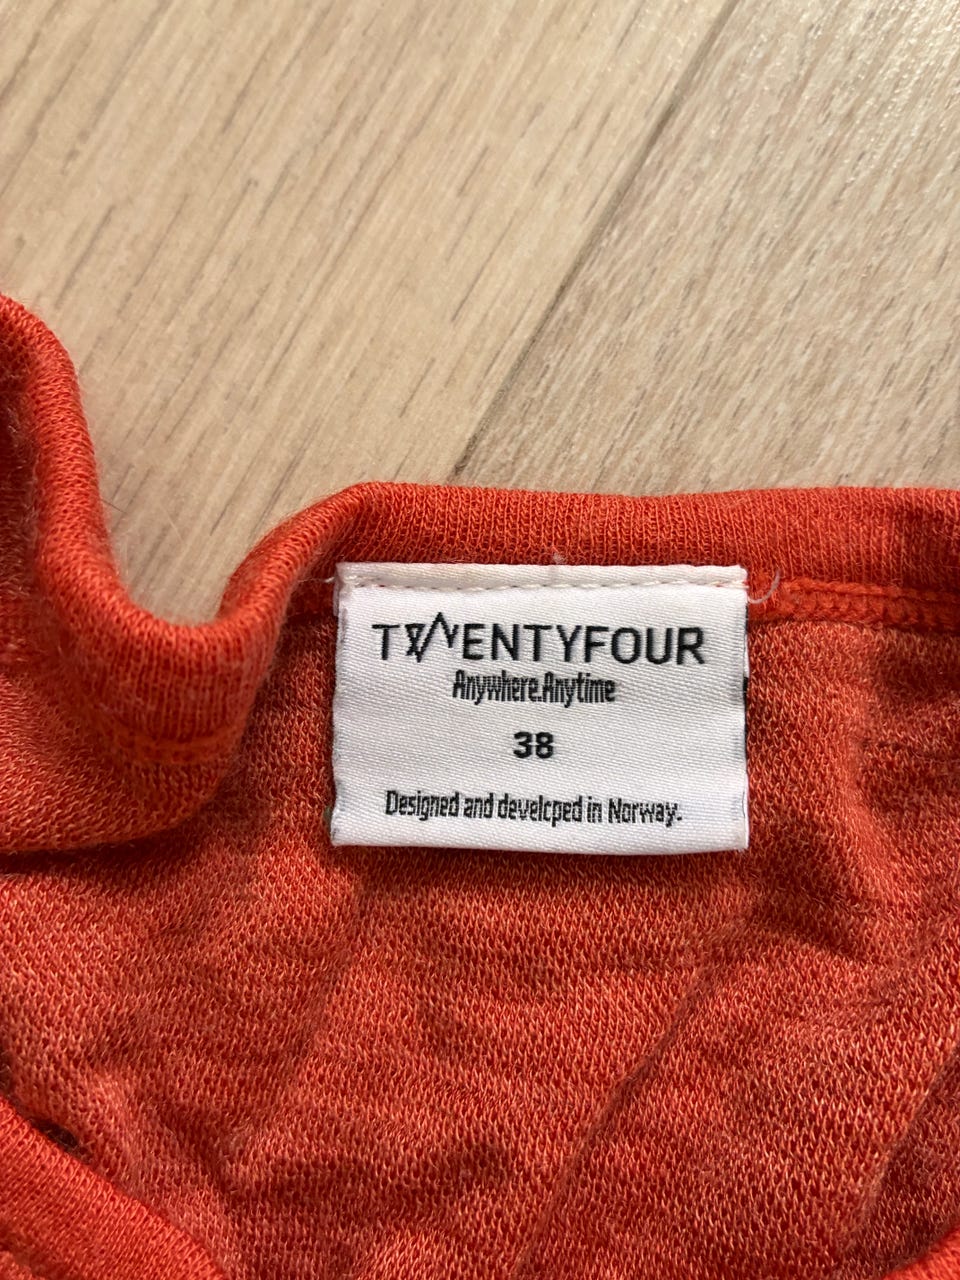 TWENTYFOUR
Anywhere.Anytime
38
Designed and develcped in Norway.